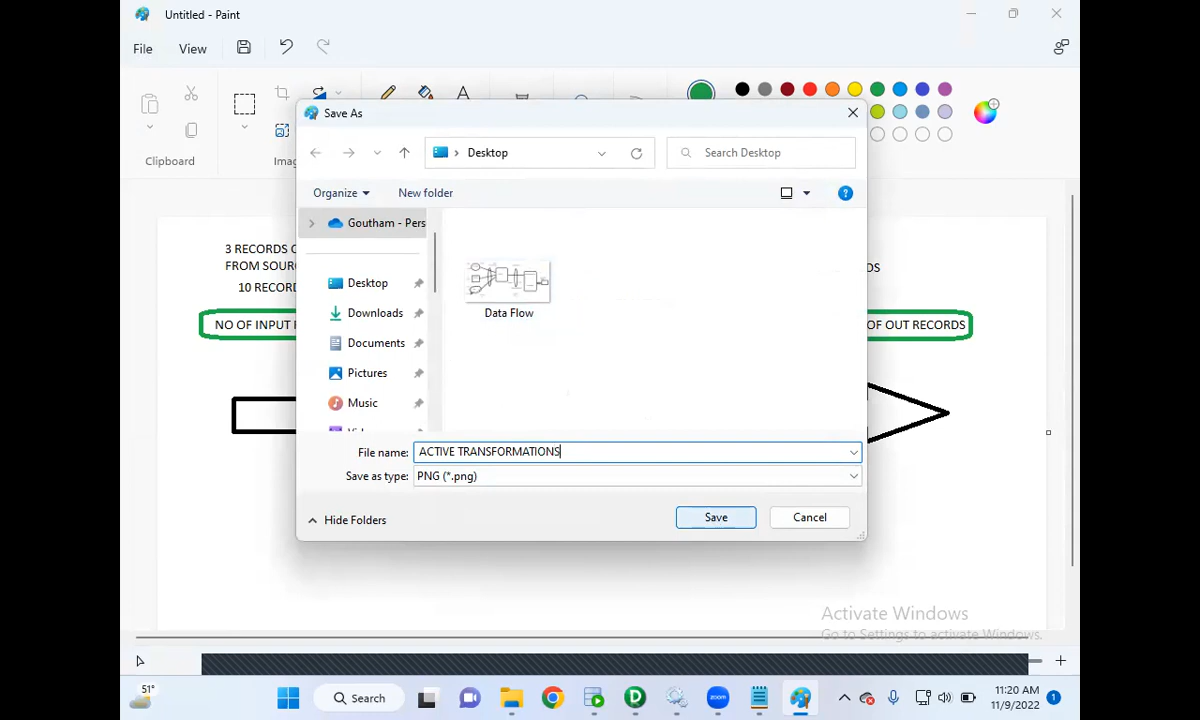 Untitled - Paint
File View
Clipboard
Save As
Desktop
Search Desktop
Organize New folder
Goutham - Pers
Desktop
Downloads
Documents
Pictures
Music
Data Flow
File name: ACTIVE TRANSFORMATIONS
Save as type: PNG (*.png)
Hide Folders
Save
Cancel
3 RECORDS
FROM SOUR
10 RECOR
NO OF INPUT
OF OUT RECORDS
Activate Windows
Go to Settings to activate Windows.
51°
Search
11:20 AM
11/9/2022
1